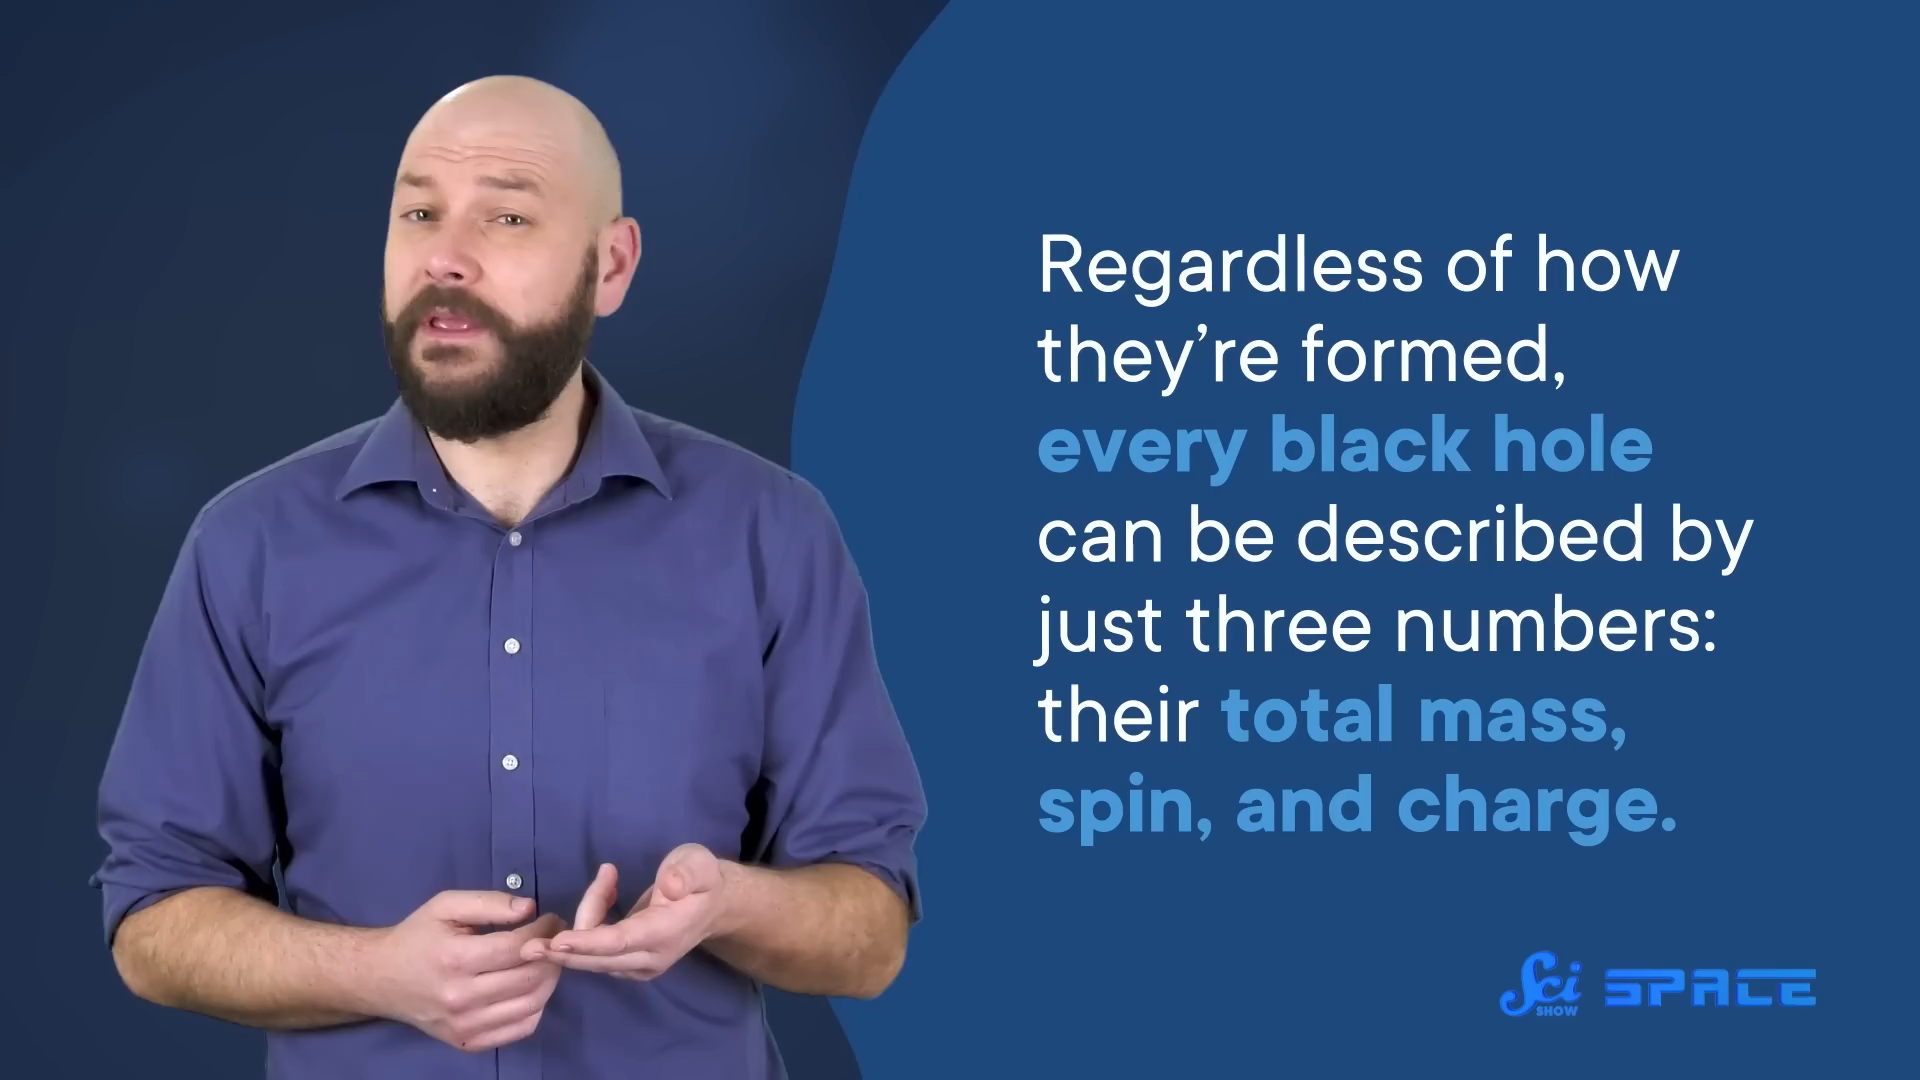 Regardless of how
they’re formed,
every black hole
can be described by
just three numbers:
their total mass,
spin, and charge.
Sci SHOW SPACE